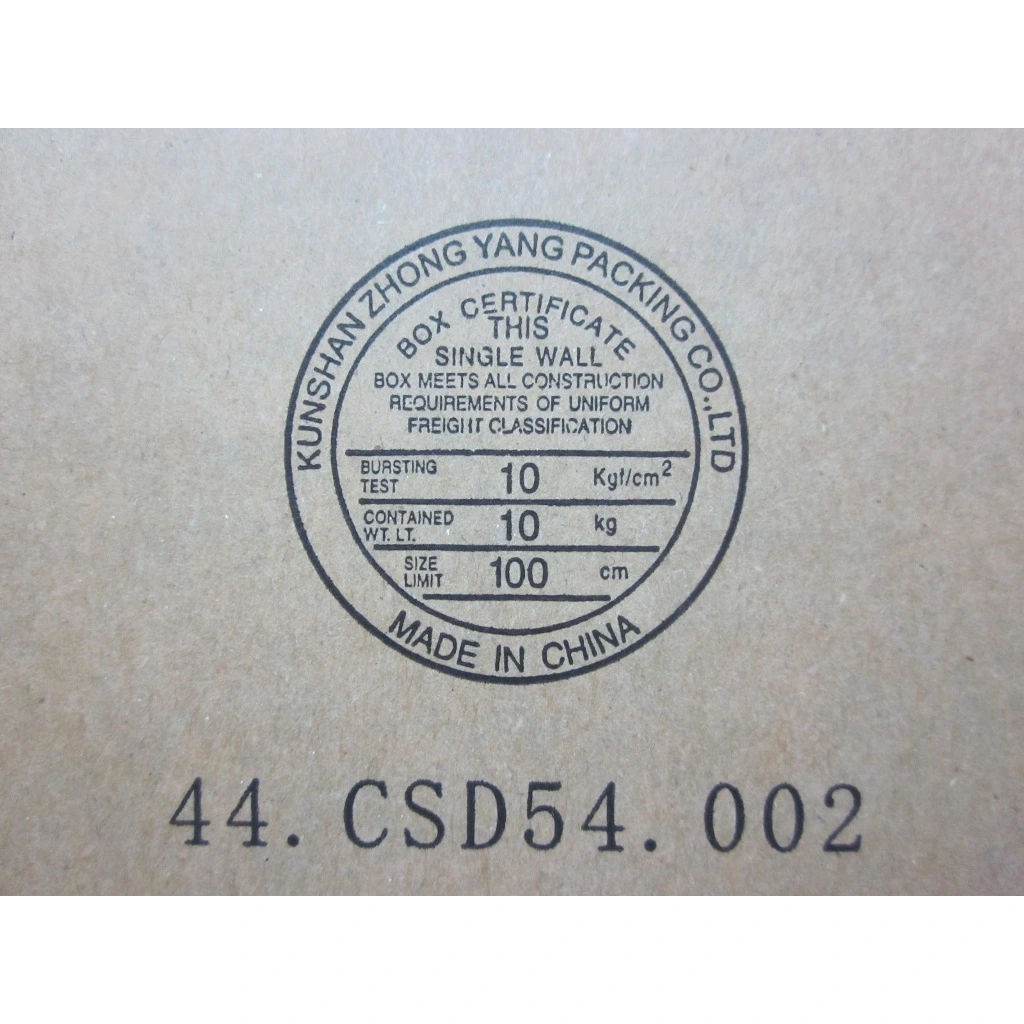 KUNSHAN ZHONG YANG PACKING CO.,LTD
BOX CERTIFICATE
THIS
SINGLE WALL
BOX MEETS ALL CONSTRUCTION
REQUIREMENTS OF UNIFORM
FREIGHT CLASSIFICATION
BURSTING TEST 10 Kgf/cm²
CONTAINED WT. LT. 10 kg
SIZE LIMIT 100 cm
MADE IN CHINA
44.CSD54.002